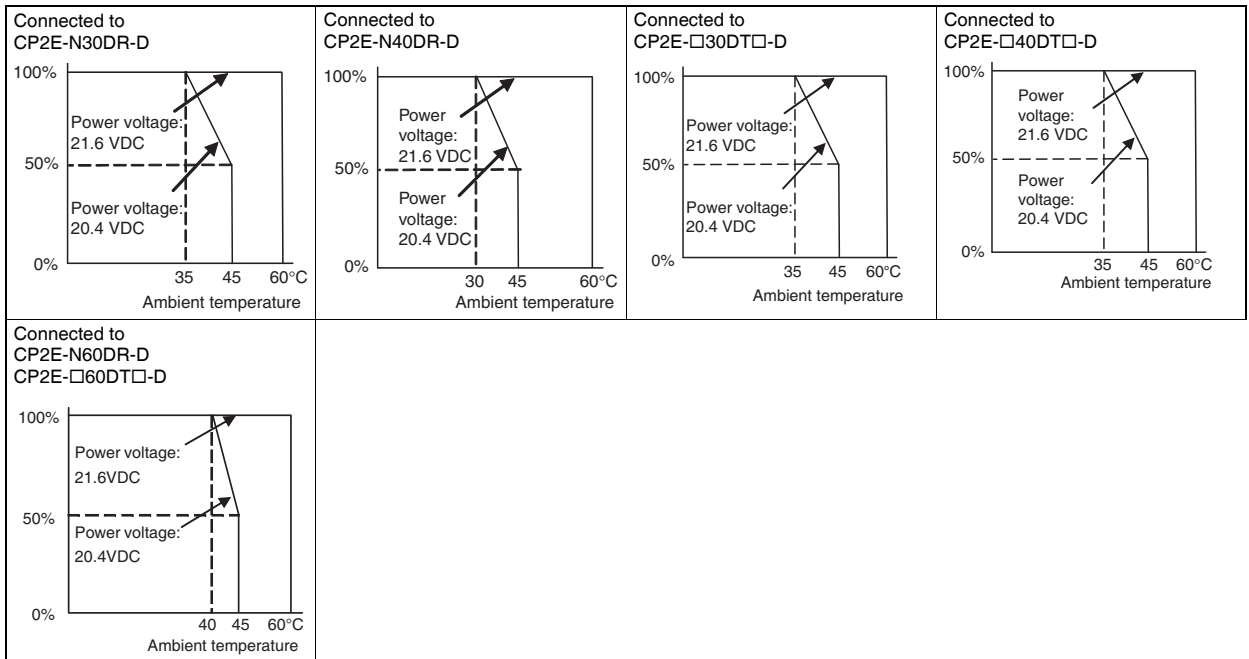 Connected to
CP2E-N30DR-D
100%
Power voltage:
21.6 VDC
50%
Power voltage:
20.4 VDC
0%
35 45 60°C
Ambient temperature
Connected to
CP2E-N40DR-D
100%
Power
voltage:
21.6 VDC
50%
Power
voltage:
20.4 VDC
0%
30 45 60°C
Ambient temperature
Connected to
CP2E-□30DT□-D
100%
Power voltage:
21.6 VDC
50%
Power voltage:
20.4 VDC
0%
35 45 60°C
Ambient temperature
Connected to
CP2E-□40DT□-D
100%
Power
voltage:
21.6 VDC
50%
Power
voltage:
20.4 VDC
0%
35 45 60°C
Ambient temperature
Connected to
CP2E-N60DR-D
CP2E-□60DT□-D
100%
Power voltage:
21.6VDC
50%
Power voltage:
20.4VDC
0%
40 45 60°C
Ambient temperature